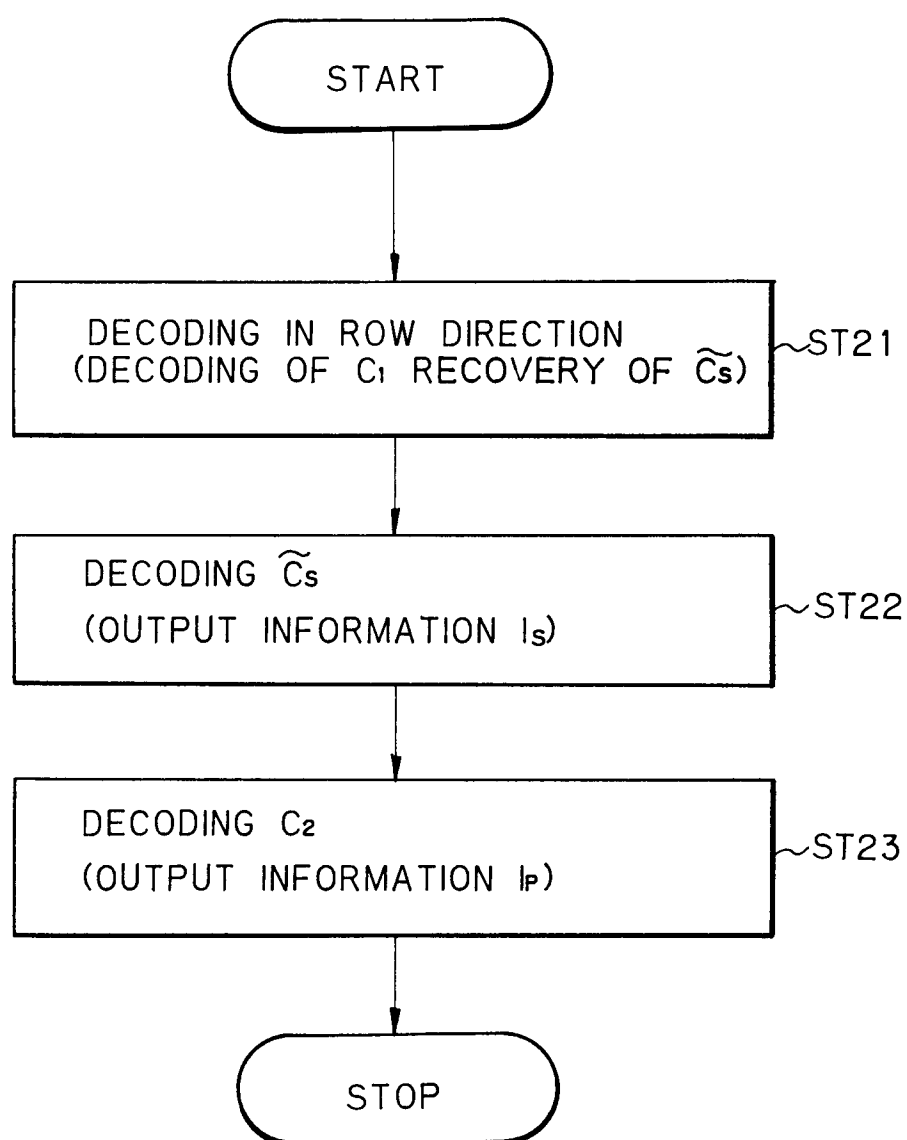 START
DECODING IN ROW DIRECTION
(DECODING OF C₁ RECOVERY OF C̃s)
ST21
DECODING C̃s
(OUTPUT INFORMATION Is)
ST22
DECODING C₂
(OUTPUT INFORMATION Ip)
ST23
STOP